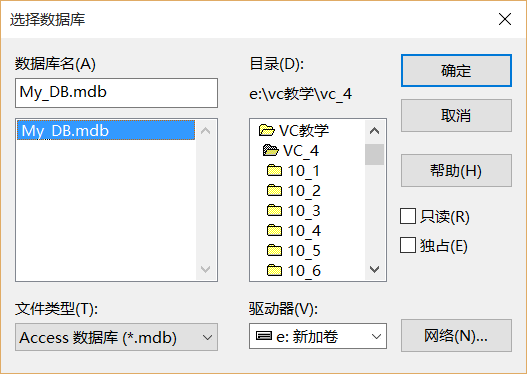 选择数据库
数据库名(A)
My_DB.mdb
My_DB.mdb
文件类型(T):
Access 数据库 (*.mdb)
目录(D):
e:\vc教学\vc_4
VC教学
VC_4
10_1
10_2
10_3
10_4
10_5
10_6
驱动器(V):
e: 新加卷
确定
取消
帮助(H)
只读(R)
独占(E)
网络(N)...